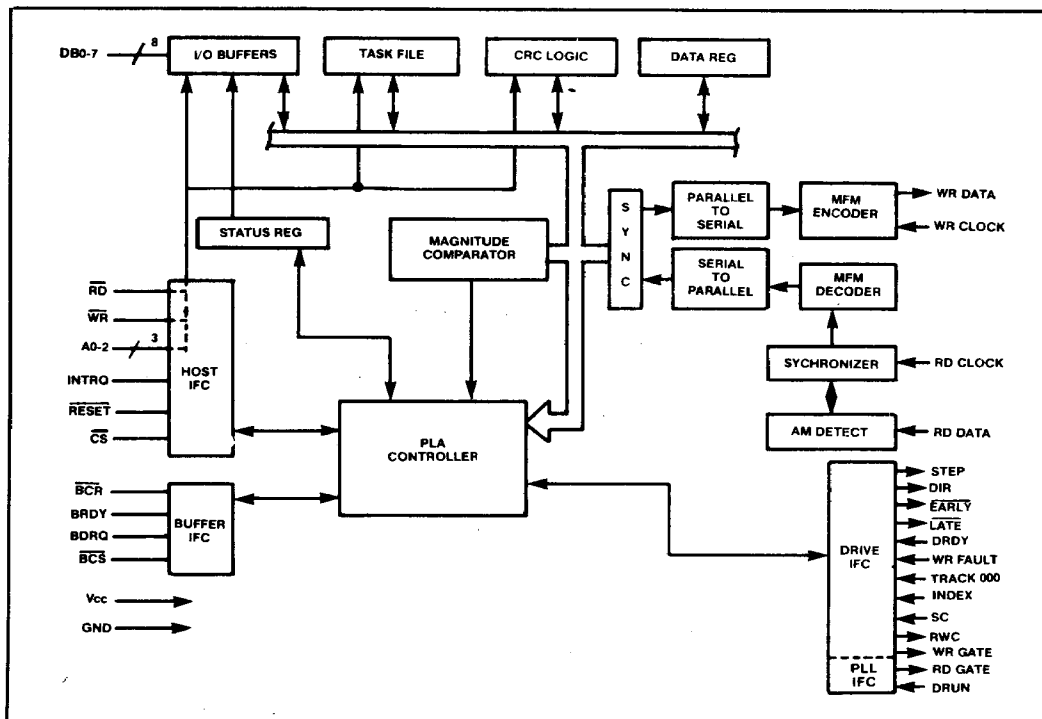 DB0-7
8
I/O BUFFERS
TASK FILE
CRC LOGIC
DATA REG
STATUS REG
MAGNITUDE
COMPARATOR
S
Y
N
C
PARALLEL
TO
SERIAL
MFM
ENCODER
WR DATA
WR CLOCK
SERIAL
TO
PARALLEL
MFM
DECODER
SYCHRONIZER
RD CLOCK
AM DETECT
RD DATA
RD
WR
A0-2
3
INTRQ
RESET
CS
HOST
IFC
PLA
CONTROLLER
BCR
BRDY
BDRQ
BCS
BUFFER
IFC
Vcc
GND
DRIVE
IFC
PLL
IFC
STEP
DIR
EARLY
LATE
DRDY
WR FAULT
TRACK 000
INDEX
SC
RWC
WR GATE
RD GATE
DRUN